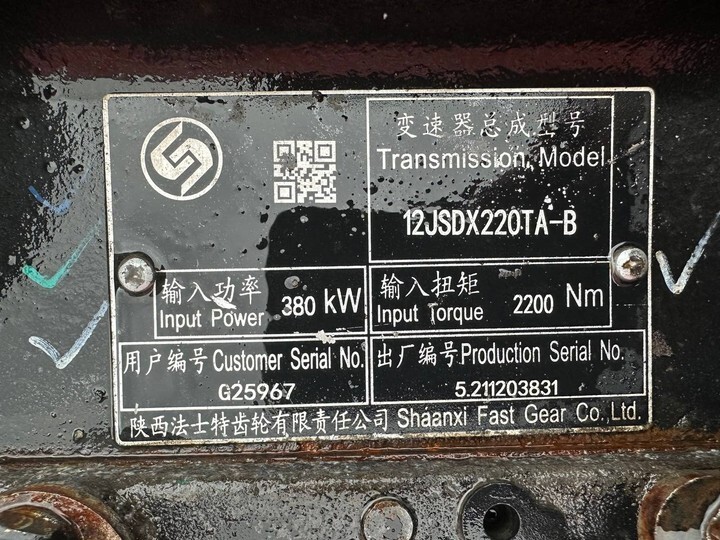 变速器总成型号
Transmission, Model
12JSDX220TA-B
输入功率
Input Power 380 kW
输入扭矩
Input Torque 2200 Nm
用户编号 Customer Serial No.
G25967
出厂编号 Production Serial No.
5.211203831
陕西法士特齿轮有限责任公司 Shaanxi Fast Gear Co.,Ltd.